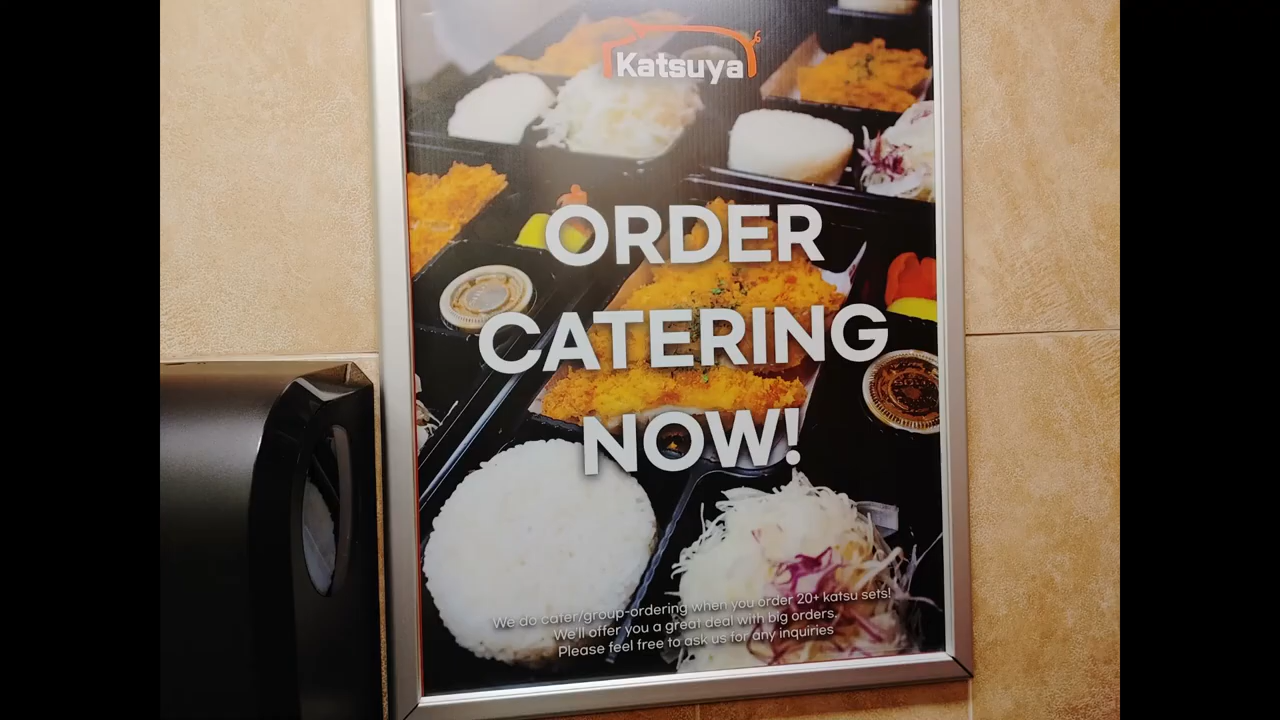 Katsuya
ORDER
CATERING
NOW!
We do cater/group-ordering when you order 20+ katsu sets!
We'll offer you a great deal with big orders.
Please feel free to ask us for any inquiries